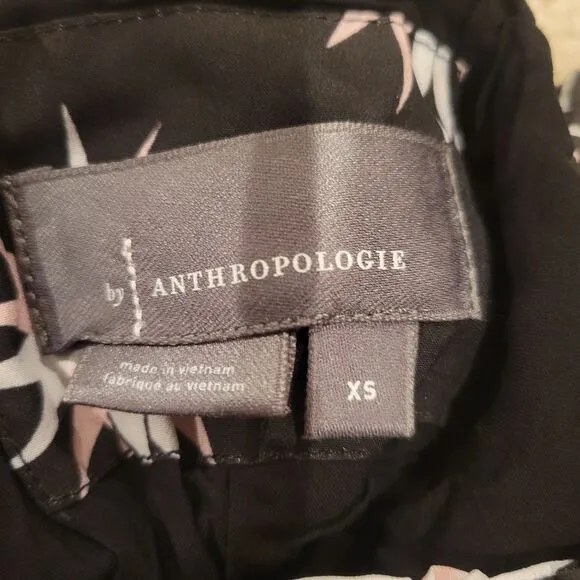 by ANTHROPOLOGIE
made in vietnam
fabriqué au vietnam
XS